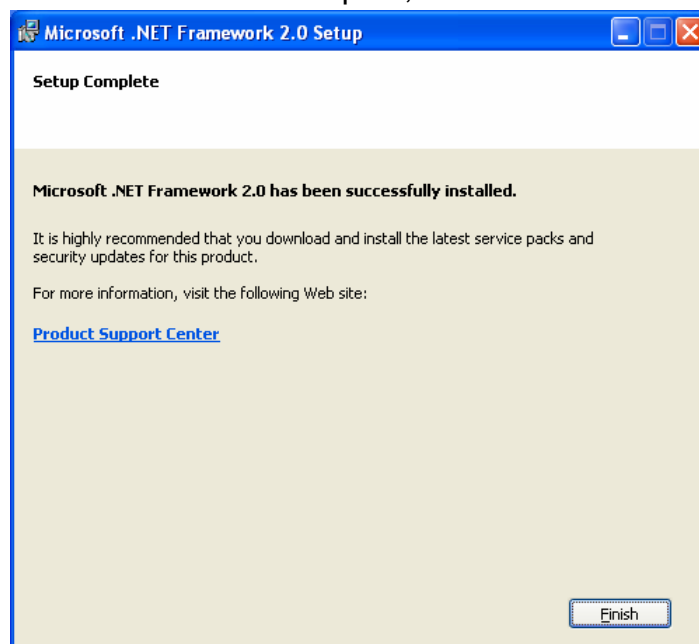 Microsoft .NET Framework 2.0 Setup
Setup Complete
Microsoft .NET Framework 2.0 has been successfully installed.
It is highly recommended that you download and install the latest service packs and
security updates for this product.
For more information, visit the following Web site:
Product Support Center
Finish